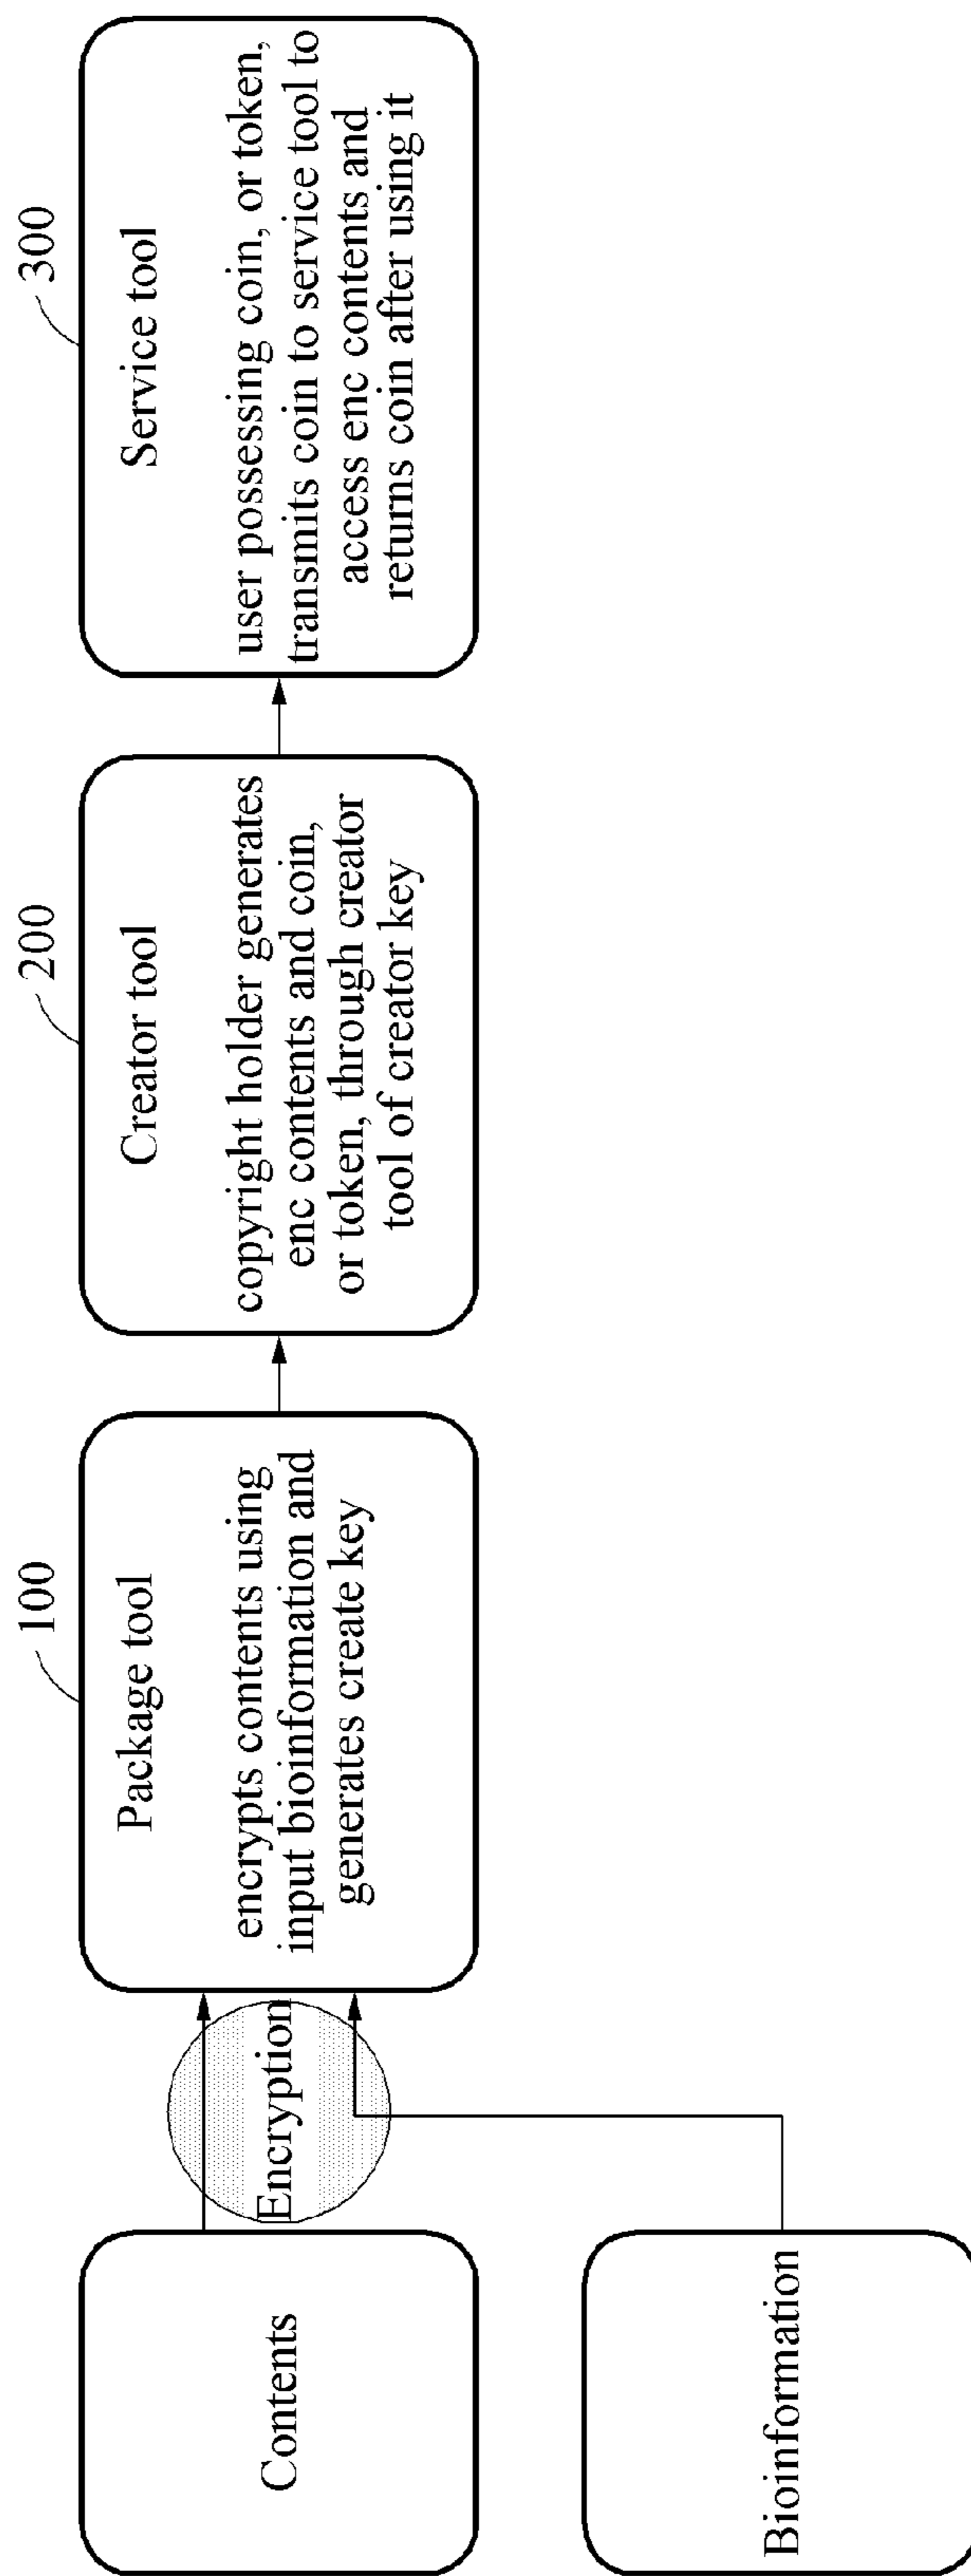 Contents
Bioinformation
Encryption
100
Package tool
encrypts contents using
input bioinformation and
generates create key
200
Creator tool
copyright holder generates
enc contents and coin,
or token, through creator
tool of creator key
300
Service tool
user possessing coin, or token,
transmits coin to service tool to
access enc contents and
returns coin after using it